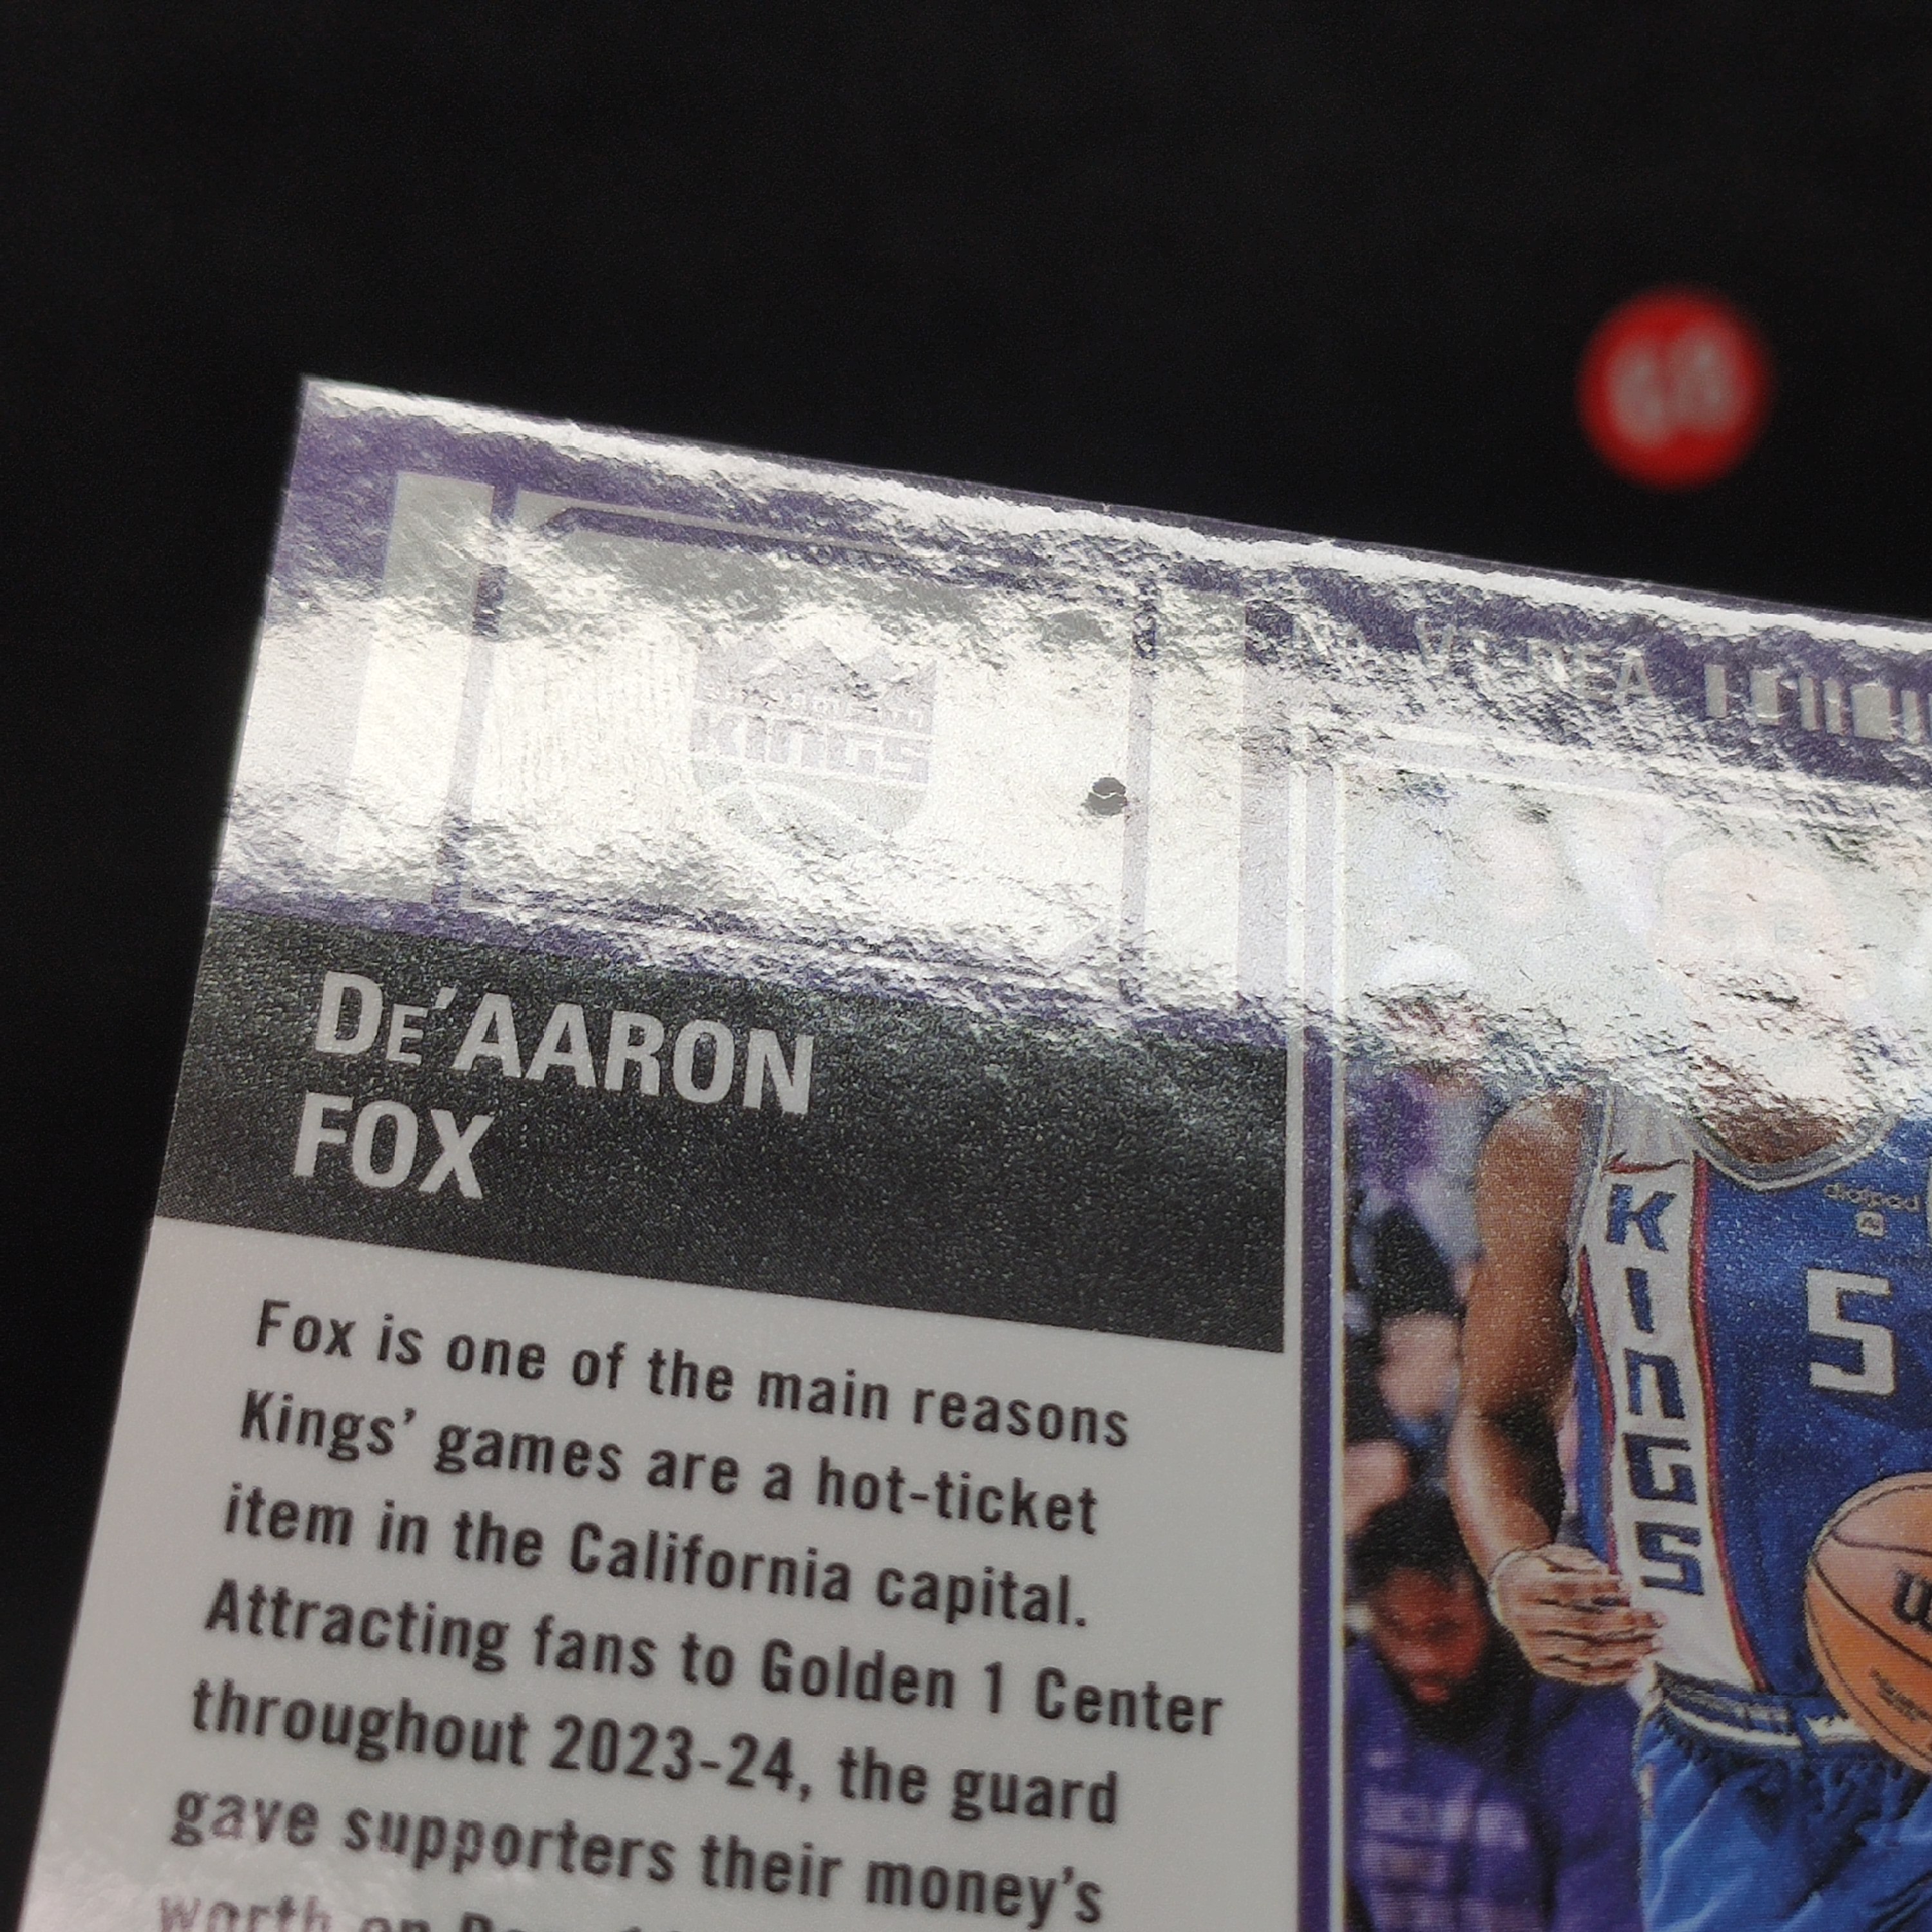 KINGS
DE'AARON
FOX
Fox is one of the main reasons
Kings' games are a hot-ticket
item in the California capital.
Attracting fans to Golden 1 Center
throughout 2023-24, the guard
gave supporters their money's
worth on
KINGS
5